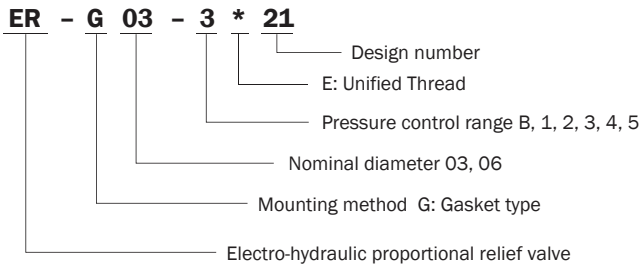 ER – G 03 – 3 * 21
Design number
E: Unified Thread
Pressure control range B, 1, 2, 3, 4, 5
Nominal diameter 03, 06
Mounting method G: Gasket type
Electro-hydraulic proportional relief valve